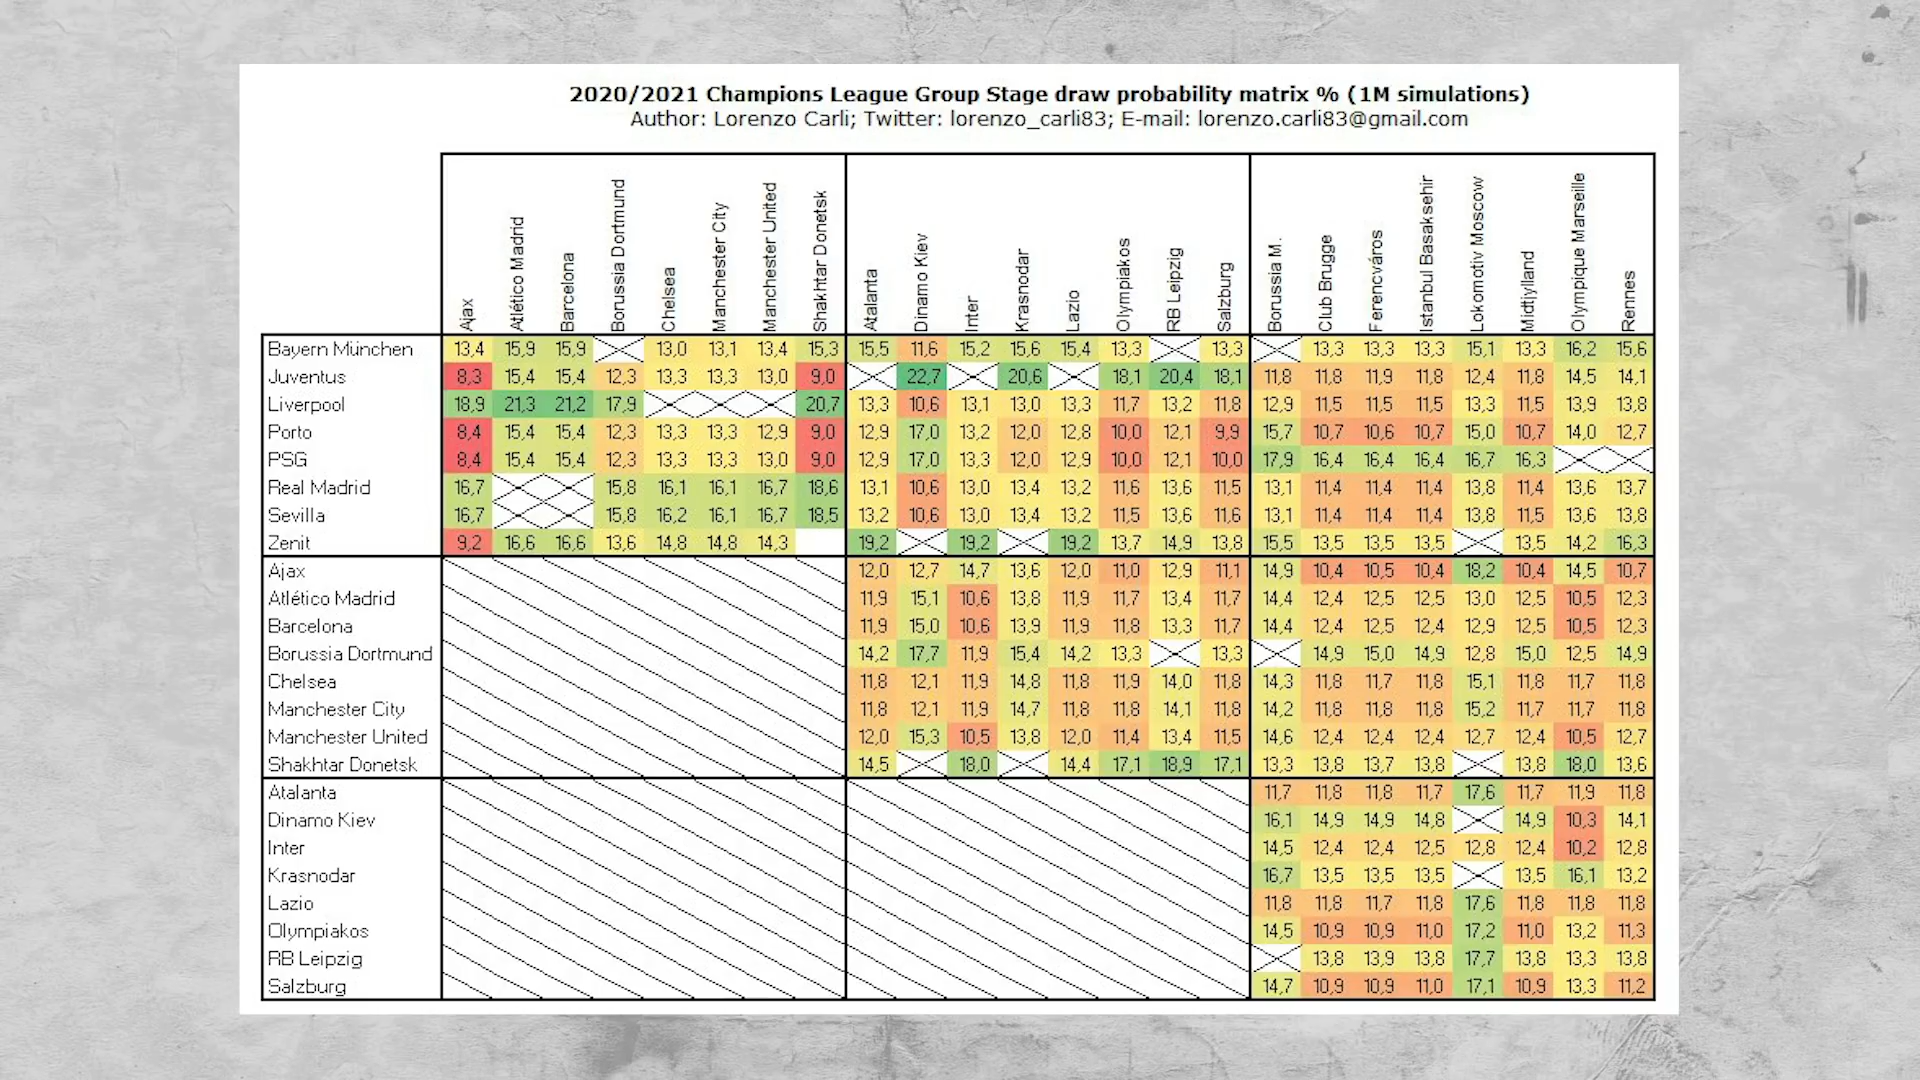 2020/2021 Champions League Group Stage draw probability matrix % (1M simulations)
Author: Lorenzo Carli; Twitter: lorenzo_carli83; E-mail: lorenzo.carli83@gmail.com
Ajax Atlético Madrid Barcelona Borussia Dortmund Chelsea Manchester City Manchester United Shakhtar Donetsk Atalanta Dinamo Kiev Inter Krasnodar Lazio Olympiakos RB Leipzig Salzburg Borussia M. Club Brugge Ferencváros Istanbul Basaksehir Lokomotiv Moscow Midtjylland Olympique Marseille Rennes
Bayern München 13,4 15,9 15,9 13,0 13,1 13,4 15,3 15,5 11,6 15,2 15,6 15,4 13,3 13,3 13,3 13,3 13,3 15,1 13,3 16,2 15,6
Juventus 8,3 15,4 15,4 12,3 13,3 13,3 13,0 9,0 22,7 20,6 18,1 20,4 18,1 11,8 11,8 11,9 11,8 12,4 11,8 14,5 14,1
Liverpool 18,9 21,3 21,2 17,9 20,7 13,3 10,6 13,1 13,0 13,3 11,7 13,2 11,8 12,9 11,5 11,5 11,5 13,3 11,5 13,9 13,8
Porto 8,4 15,4 15,4 12,3 13,3 13,3 12,9 9,0 12,9 17,0 13,2 12,0 12,8 10,0 12,1 9,9 15,7 10,7 10,6 10,7 15,0 10,7 14,0 12,7
PSG 8,4 15,4 15,4 12,3 13,3 13,3 13,0 9,0 12,9 17,0 13,3 12,0 12,9 10,0 12,1 10,0 17,9 16,4 16,4 16,4 16,7 16,3
Real Madrid 16,7 15,8 16,1 16,1 16,7 18,6 13,1 10,6 13,0 13,4 13,2 11,6 13,6 11,5 13,1 11,4 11,4 11,4 13,8 11,4 13,6 13,7
Sevilla 16,7 15,8 16,2 16,1 16,7 18,5 13,2 10,6 13,0 13,4 13,2 11,5 13,6 11,6 13,1 11,4 11,4 11,4 13,8 11,5 13,6 13,8
Zenit 9,2 16,6 16,6 13,6 14,8 14,8 14,3 19,2 19,2 19,2 13,7 14,9 13,8 15,5 13,5 13,5 13,5 13,5 14,2 16,3
Ajax 12,0 12,7 14,7 13,6 12,0 11,0 12,9 11,1 14,9 10,4 10,5 10,4 18,2 10,4 14,5 10,7
Atlético Madrid 11,9 15,1 10,6 13,8 11,9 11,7 13,4 11,7 14,4 12,4 12,5 12,5 13,0 12,5 10,5 12,3
Barcelona 11,9 15,0 10,6 13,9 11,9 11,8 13,3 11,7 14,4 12,4 12,5 12,4 12,9 12,5 10,5 12,3
Borussia Dortmund 14,2 17,7 11,9 15,4 14,2 13,3 13,3 14,9 15,0 14,9 12,8 15,0 12,5 14,9
Chelsea 11,8 12,1 11,9 14,8 11,8 11,9 14,0 11,8 14,3 11,8 11,7 11,8 15,1 11,8 11,7 11,8
Manchester City 11,8 12,1 11,9 14,7 11,8 11,8 14,1 11,8 14,2 11,8 11,8 11,8 15,2 11,7 11,7 11,8
Manchester United 12,0 15,3 10,5 13,8 12,0 11,4 13,4 11,5 14,6 12,4 12,4 12,4 12,7 12,4 10,5 12,7
Shakhtar Donetsk 14,5 18,0 14,4 17,1 18,9 17,1 13,3 13,8 13,7 13,8 13,8 18,0 13,6
Atalanta 11,7 11,8 11,8 11,7 17,6 11,7 11,9 11,8
Dinamo Kiev 16,1 14,9 14,9 14,8 14,9 10,3 14,1
Inter 14,5 12,4 12,4 12,5 12,8 12,4 10,2 12,8
Krasnodar 16,7 13,5 13,5 13,5 13,5 16,1 13,2
Lazio 11,8 11,8 11,7 11,8 17,6 11,8 11,8 11,8
Olympiakos 14,5 10,9 10,9 11,0 17,2 11,0 13,2 11,3
RB Leipzig 13,8 13,9 13,8 17,7 13,8 13,3 13,8
Salzburg 14,7 10,9 10,9 11,0 17,1 10,9 13,3 11,2